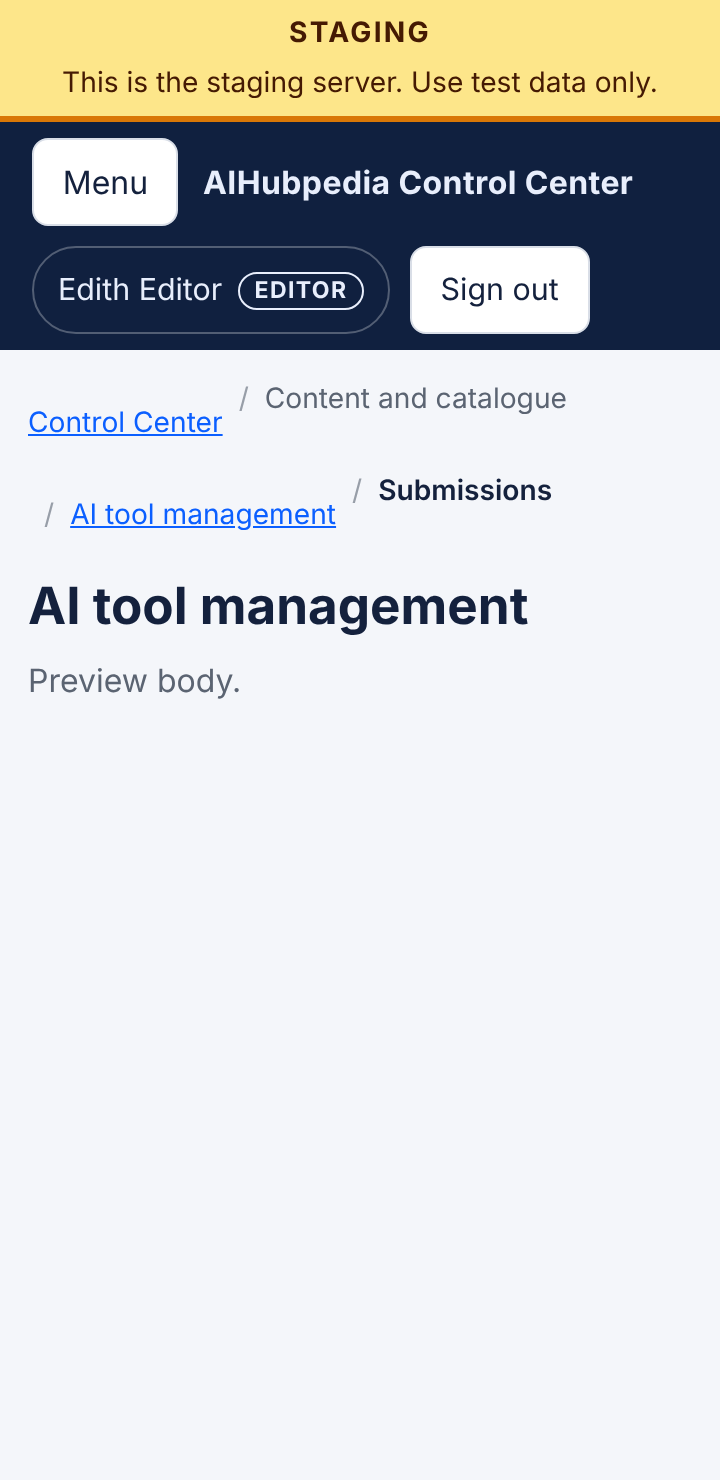 STAGING
This is the staging server. Use test data only.
Menu
AIHubpedia Control Center
Edith Editor EDITOR
Sign out
Control Center / Content and catalogue
/ AI tool management / Submissions
AI tool management
Preview body.